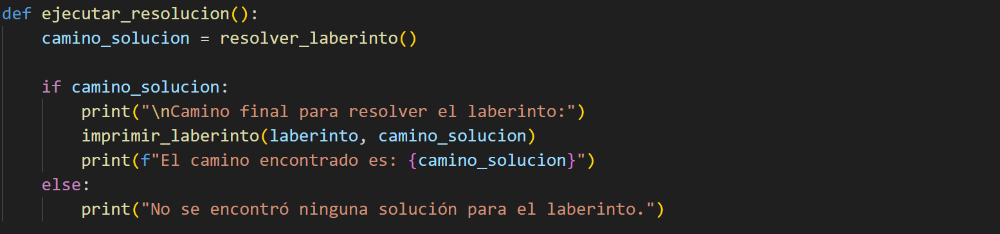 def ejecutar_resolucion():
    camino_solucion = resolver_laberinto()

    if camino_solucion:
        print("\nCamino final para resolver el laberinto:")
        imprimir_laberinto(laberinto, camino_solucion)
        print(f"El camino encontrado es: {camino_solucion}")
    else:
        print("No se encontró ninguna solución para el laberinto.")